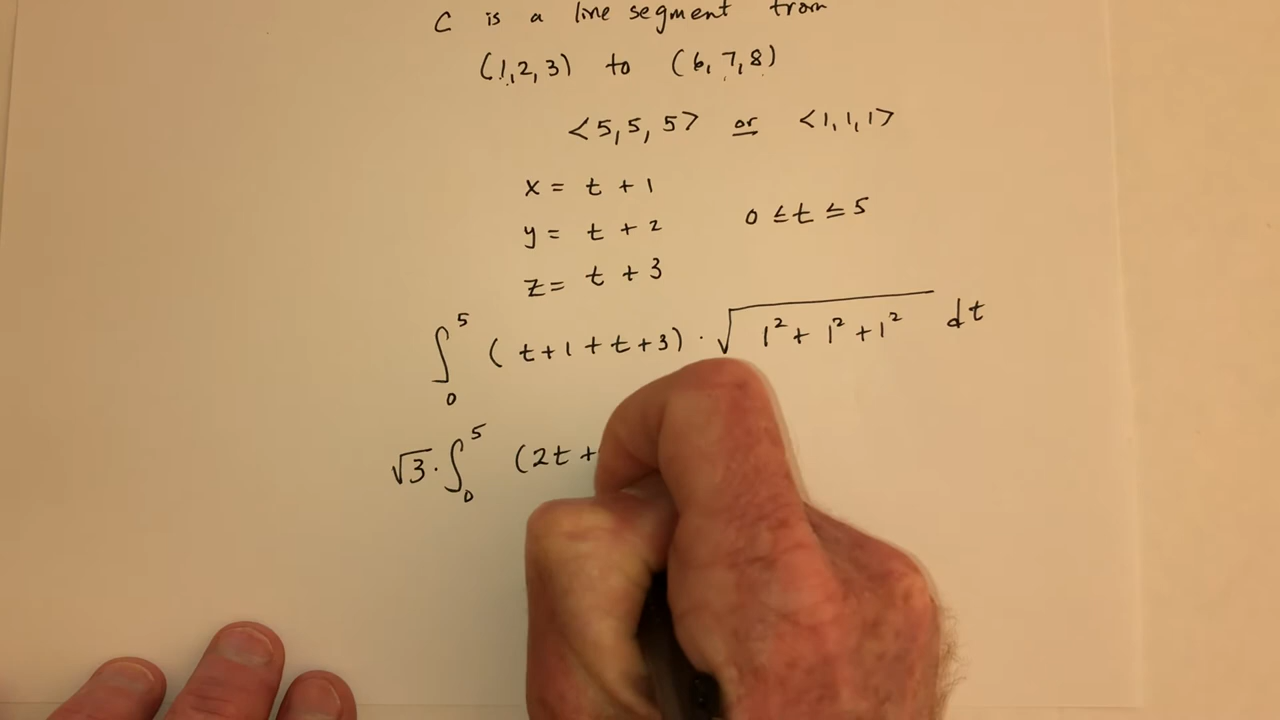 C is a line segment from
(1,2,3) to (6,7,8)
<5,5,5> or <1,1,1>
x = t + 1
y = t + 2
0 ≤ t ≤ 5
z = t + 3
∫₀⁵ (t+1+t+3) · √(1²+1²+1²) dt
√3 · ∫₀⁵ (2t +